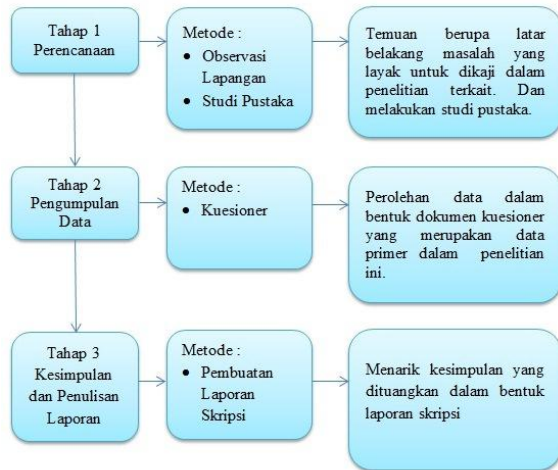 Tahap 1
Perencanaan
Metode :
• Observasi
Lapangan
• Studi Pustaka
Temuan berupa latar
belakang masalah yang
layak untuk dikaji dalam
penelitian terkait. Dan
melakukan studi pustaka.
Tahap 2
Pengumpulan
Data
Metode :
• Kuesioner
Perolehan data dalam
bentuk dokumen kuesioner
yang merupakan data
primer dalam penelitian
ini.
Tahap 3
Kesimpulan
dan Penulisan
Laporan
Metode :
• Pembuatan
Laporan
Skripsi
Menarik kesimpulan yang
dituangkan dalam bentuk
laporan skripsi